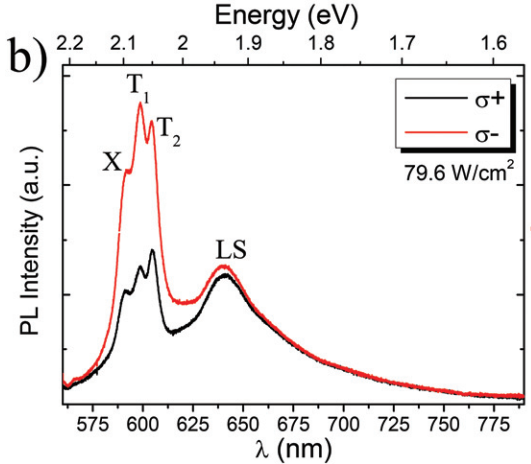 Energy (eV)
2.2 2.1 2 1.9 1.8 1.7 1.6
b)
T1
T2
X
LS
σ+
σ-
79.6 W/cm²
PL Intensity (a.u.)
575 600 625 650 675 700 725 750 775
λ (nm)